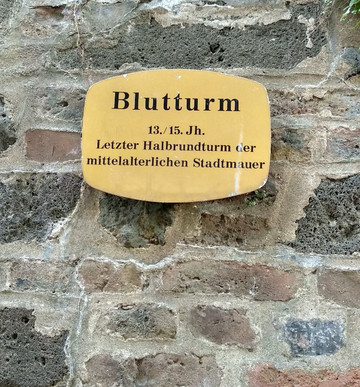 Blutturm
13./15. Jh.
Letzter Halbrundturm der
mittelalterlichen Stadtmauer